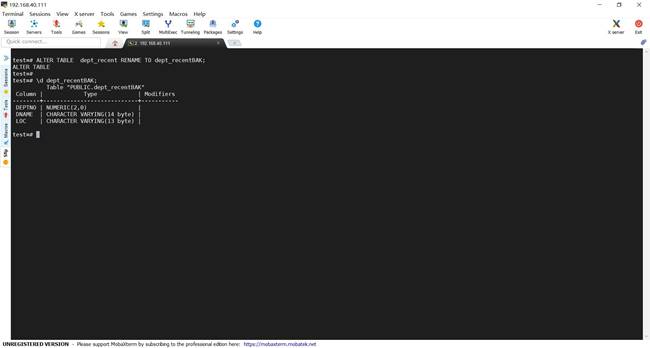 192.168.40.111
Terminal Sessions View X server Tools Games Settings Macros Help
Session Servers Tools Games Sessions View Split MultiExec Tunneling Packages Settings Help X server Exit
Quick connect...
2. 192.168.40.111
Sessions
Tools
Macros
Sftp
test=# ALTER TABLE  dept_recent RENAME TO dept_recentBAK;
ALTER TABLE
test=#
test=# \d dept_recentBAK;
Table "PUBLIC.dept_recentBAK"
Column | Type | Modifiers
--------+----------------------------+-----------
DEPTNO | NUMERIC(2,0) |
DNAME | CHARACTER VARYING(14 byte) |
LOC | CHARACTER VARYING(13 byte) |
test=#
UNREGISTERED VERSION - Please support MobaXterm by subscribing to the professional edition here: https://mobaxterm.mobatek.net